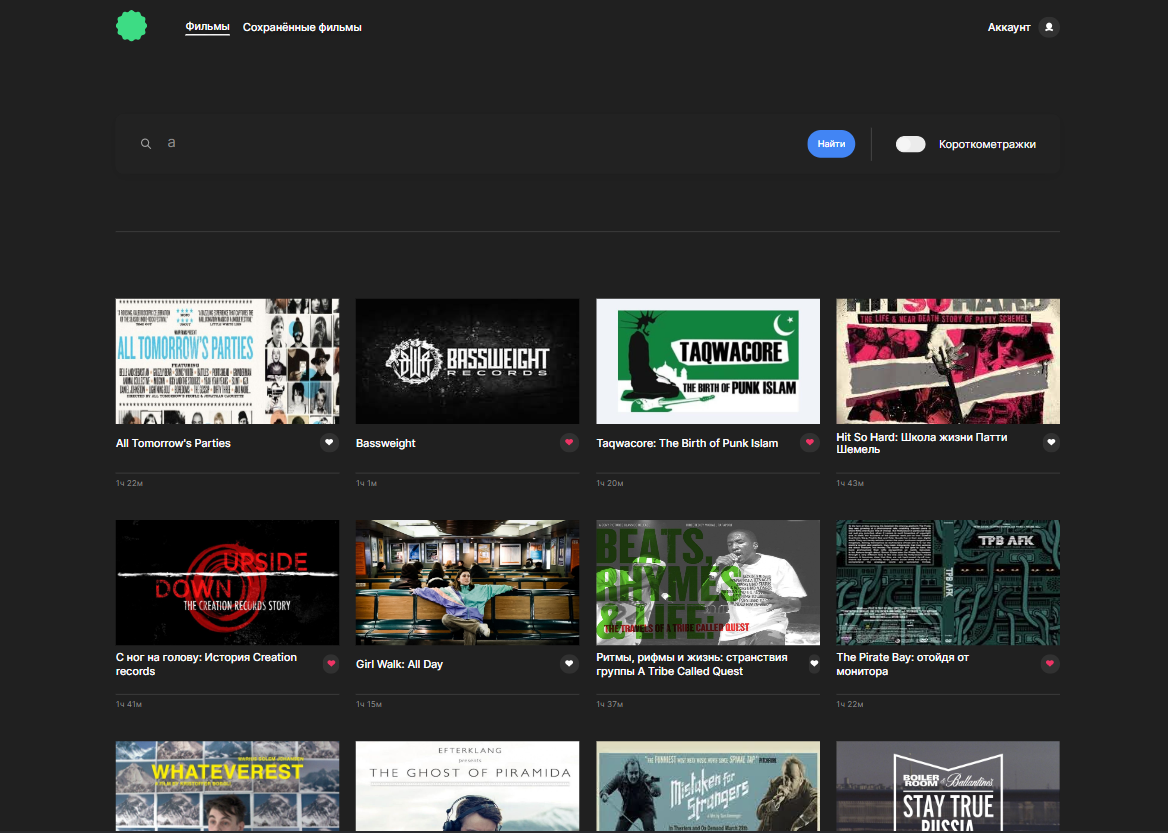 Фильмы Сохранённые фильмы Аккаунт
a Найти Короткометражки
ALL TOMORROW'S PARTIES
FEATURING
BASSWEIGHT
RECORDS
TAQWACORE
THE BIRTH OF PUNK ISLAM
HIT SO HARD
THE LIFE & NEAR DEATH STORY OF PATTY SCHEMEL
All Tomorrow's Parties
Bassweight
Taqwacore: The Birth of Punk Islam
Hit So Hard: Школа жизни Патти
Шемель
1ч 22м
1ч 1м
1ч 20м
1ч 43м
UPSIDE
DOWN
THE CREATION RECORDS STORY
BEATS,
RHYMES
& LIFE:
THE TRAVELS OF A TRIBE CALLED QUEST
TPB AFK
TPB AFK
С ног на голову: История Creation
records
Girl Walk: All Day
Ритмы, рифмы и жизнь: странствия
группы A Tribe Called Quest
The Pirate Bay: отойдя от
монитора
1ч 41м
1ч 15м
1ч 37м
1ч 22м
WHATEVEREST
EFTERKLANG
presents
THE GHOST OF PIRAMIDA
Mistaken for
Strangers
BOILER
ROOM & Ballantine's
STAY TRUE
RUSSIA